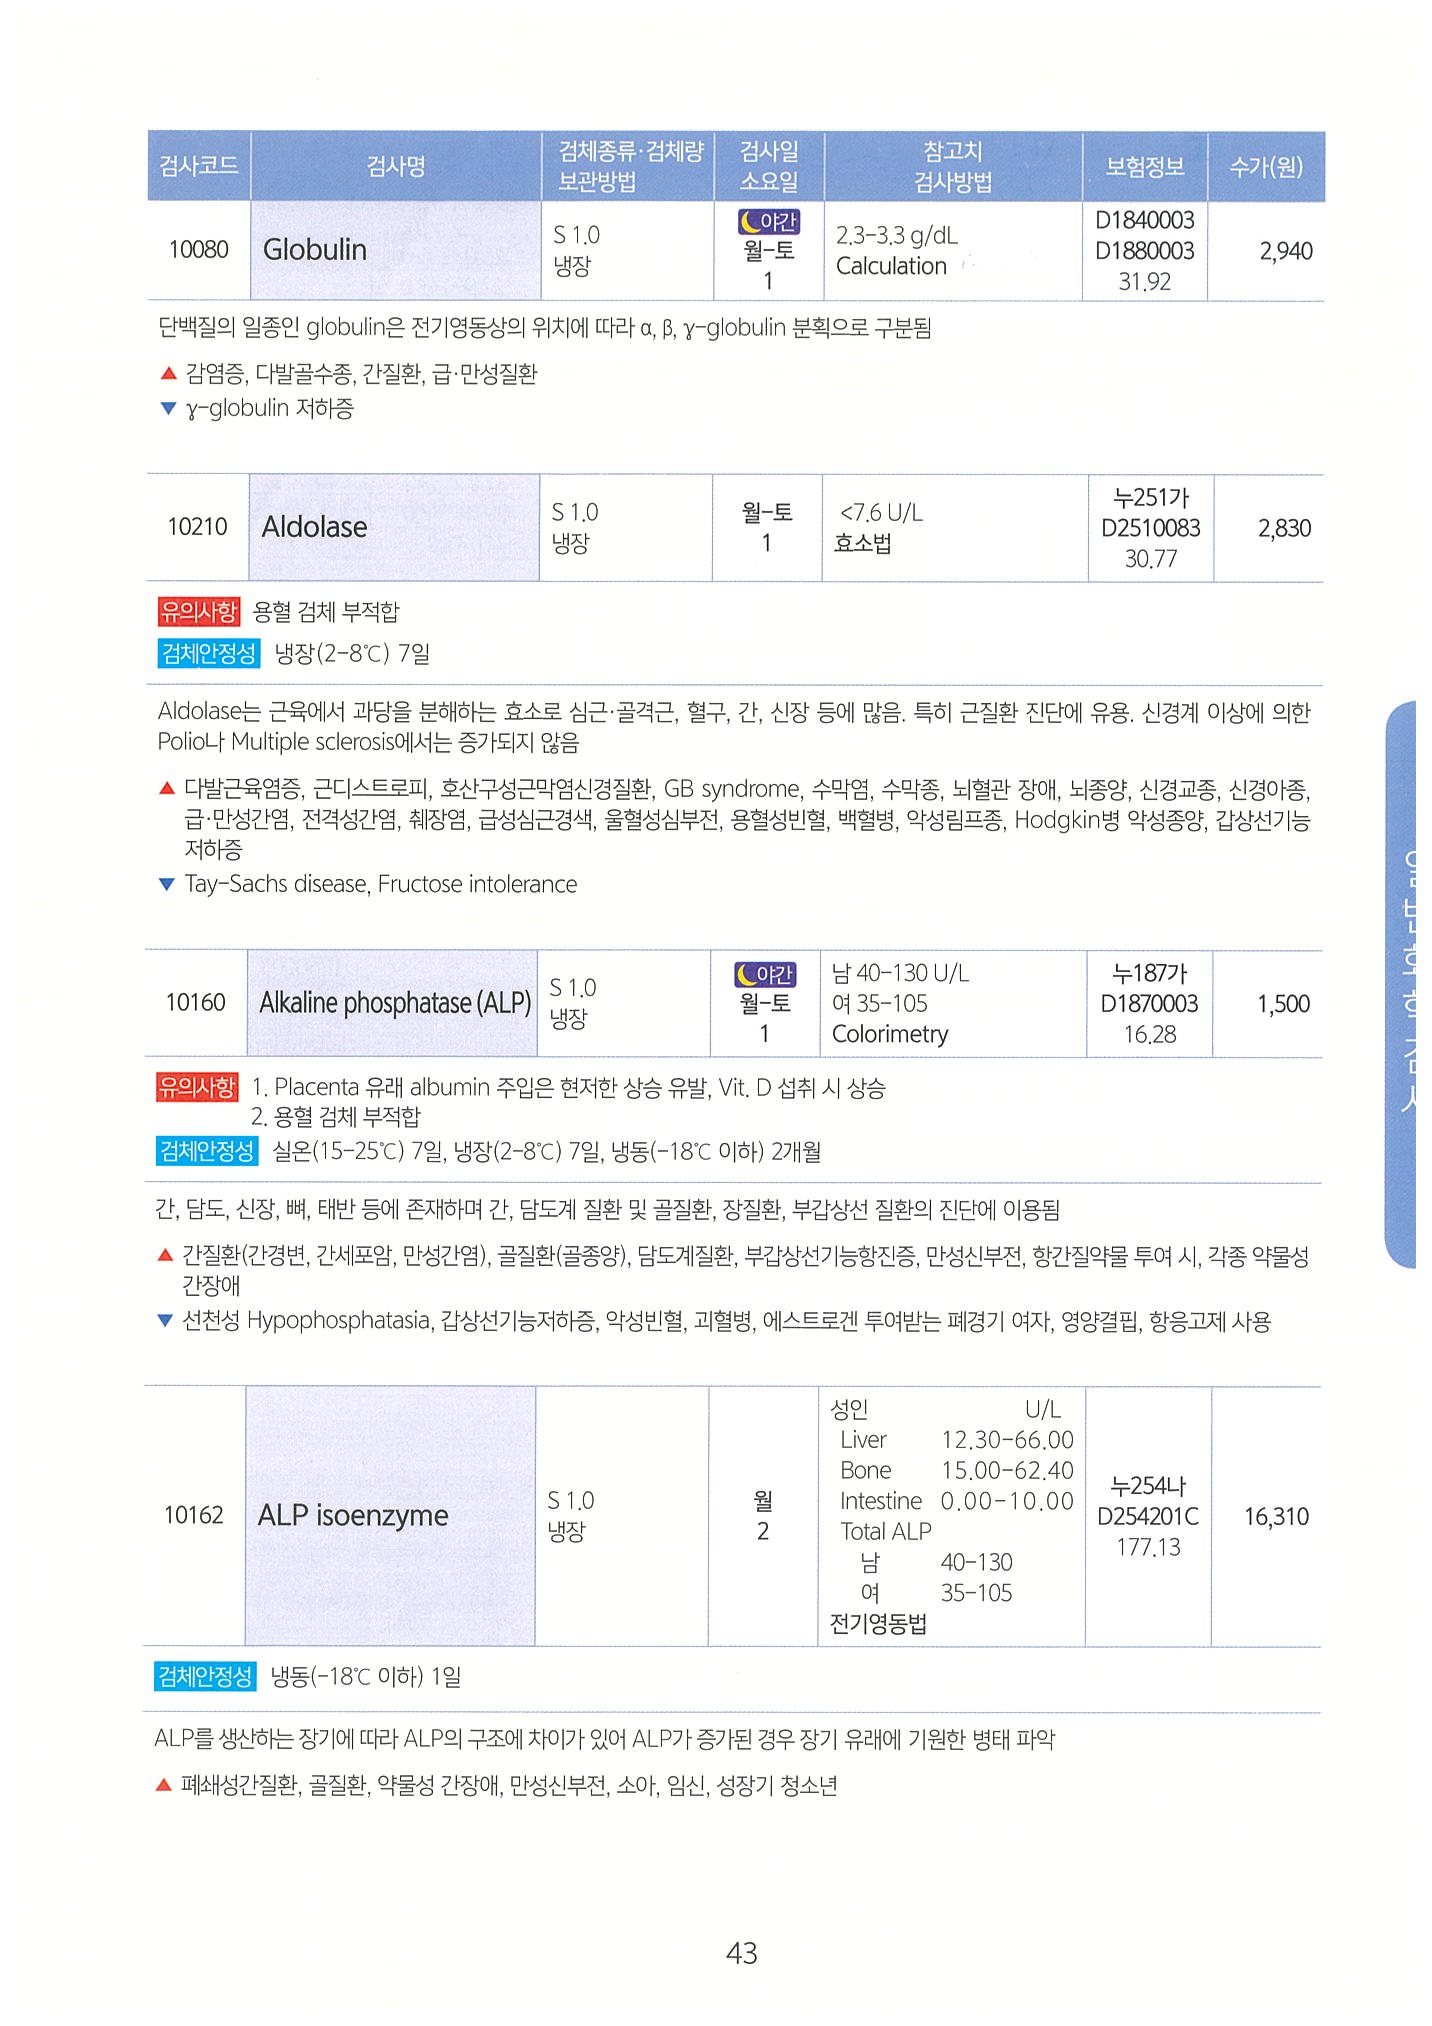 검사코드 검사명 검체종류·검체량 보관방법 검사일 소요일 참고치 검사방법 보험정보 수가(원)
10080 Globulin S 1.0 냉장 야간 월-토 1 2.3-3.3 g/dL Calculation D1840003 D1880003 31.92 2,940
단백질의 일종인 globulin은 전기영동상의 위치에 따라 α, β, γ-globulin 분획으로 구분됨
▲ 감염증, 다발골수종, 간질환, 급·만성질환
▼ γ-globulin 저하증
10210 Aldolase S 1.0 냉장 월-토 1 <7.6 U/L 효소법 누251가 D2510083 30.77 2,830
유의사항 용혈 검체 부적합
검체안정성 냉장(2-8℃) 7일
Aldolase는 근육에서 과당을 분해하는 효소로 심근·골격근, 혈구, 간, 신장 등에 많음. 특히 근질환 진단에 유용. 신경계 이상에 의한
Polio나 Multiple sclerosis에서는 증가되지 않음
▲ 다발근육염증, 근디스트로피, 호산구성근막염신경질환, GB syndrome, 수막염, 수막종, 뇌혈관 장애, 뇌종양, 신경교종, 신경아종,
급·만성간염, 전격성간염, 췌장염, 급성심근경색, 울혈성심부전, 용혈성빈혈, 백혈병, 악성림프종, Hodgkin병 악성종양, 갑상선기능
저하증
▼ Tay-Sachs disease, Fructose intolerance
10160 Alkaline phosphatase (ALP) S 1.0 냉장 야간 월-토 1 남 40-130 U/L 여 35-105 Colorimetry 누187가 D1870003 16.28 1,500
유의사항 1. Placenta 유래 albumin 주입은 현저한 상승 유발, Vit. D 섭취 시 상승
2. 용혈 검체 부적합
검체안정성 실온(15-25℃) 7일, 냉장(2-8℃) 7일, 냉동(-18℃ 이하) 2개월
간, 담도, 신장, 뼈, 태반 등에 존재하며 간, 담도계 질환 및 골질환, 장질환, 부갑상선 질환의 진단에 이용됨
▲ 간질환(간경변, 간세포암, 만성간염), 골질환(골종양), 담도계질환, 부갑상선기능항진증, 만성신부전, 항간질약물 투여 시, 각종 약물성
간장애
▼ 선천성 Hypophosphatasia, 갑상선기능저하증, 악성빈혈, 괴혈병, 에스트로겐 투여받는 폐경기 여자, 영양결핍, 항응고제 사용
10162 ALP isoenzyme S 1.0 냉장 월 2
성인 U/L
Liver 12.30-66.00
Bone 15.00-62.40
Intestine 0.00-10.00
Total ALP
남 40-130
여 35-105
전기영동법
누254나 D254201C 177.13 16,310
검체안정성 냉동(-18℃ 이하) 1일
ALP를 생산하는 장기에 따라 ALP의 구조에 차이가 있어 ALP가 증가된 경우 장기 유래에 기원한 병태 파악
▲ 폐쇄성간질환, 골질환, 약물성 간장애, 만성신부전, 소아, 임신, 성장기 청소년
43